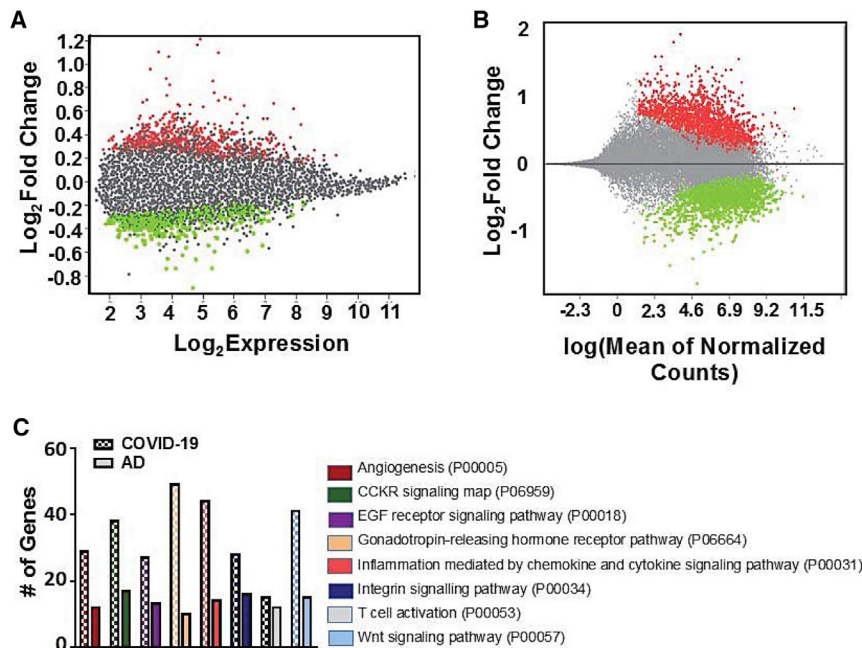 A
1.2
1.0
0.8
0.6
0.4
0.2
0.0
-0.2
-0.4
-0.6
-0.8
Log2Fold Change
2 3 4 5 6 7 8 9 10 11
Log2Expression
B
2
1
0
-1
Log2Fold Change
-2.3 0 2.3 4.6 6.9 9.2 11.5
log(Mean of Normalized
Counts)
C
60
40
20
0
# of Genes
COVID-19
AD
Angiogenesis (P00005)
CCKR signaling map (P06959)
EGF receptor signaling pathway (P00018)
Gonadotropin-releasing hormone receptor pathway (P06664)
Inflammation mediated by chemokine and cytokine signaling pathway (P00031)
Integrin signalling pathway (P00034)
T cell activation (P00053)
Wnt signaling pathway (P00057)